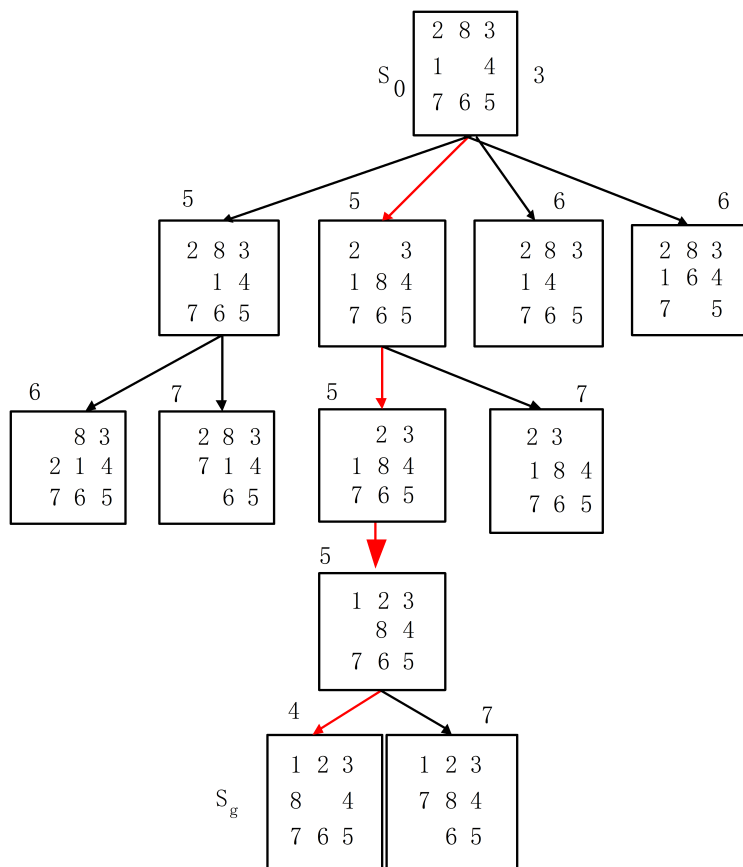 2 8 3
S0 1 4 3
7 6 5
5 5 6 6
2 8 3 2 3 2 8 3 2 8 3
1 4 1 8 4 1 4 1 6 4
7 6 5 7 6 5 7 6 5 7 5
6 7 5 7
8 3 2 8 3 2 3 2 3
2 1 4 7 1 4 1 8 4 1 8 4
7 6 5 6 5 7 6 5 7 6 5
5
1 2 3
8 4
7 6 5
4 7
1 2 3 1 2 3
Sg 8 4 7 8 4
7 6 5 6 5